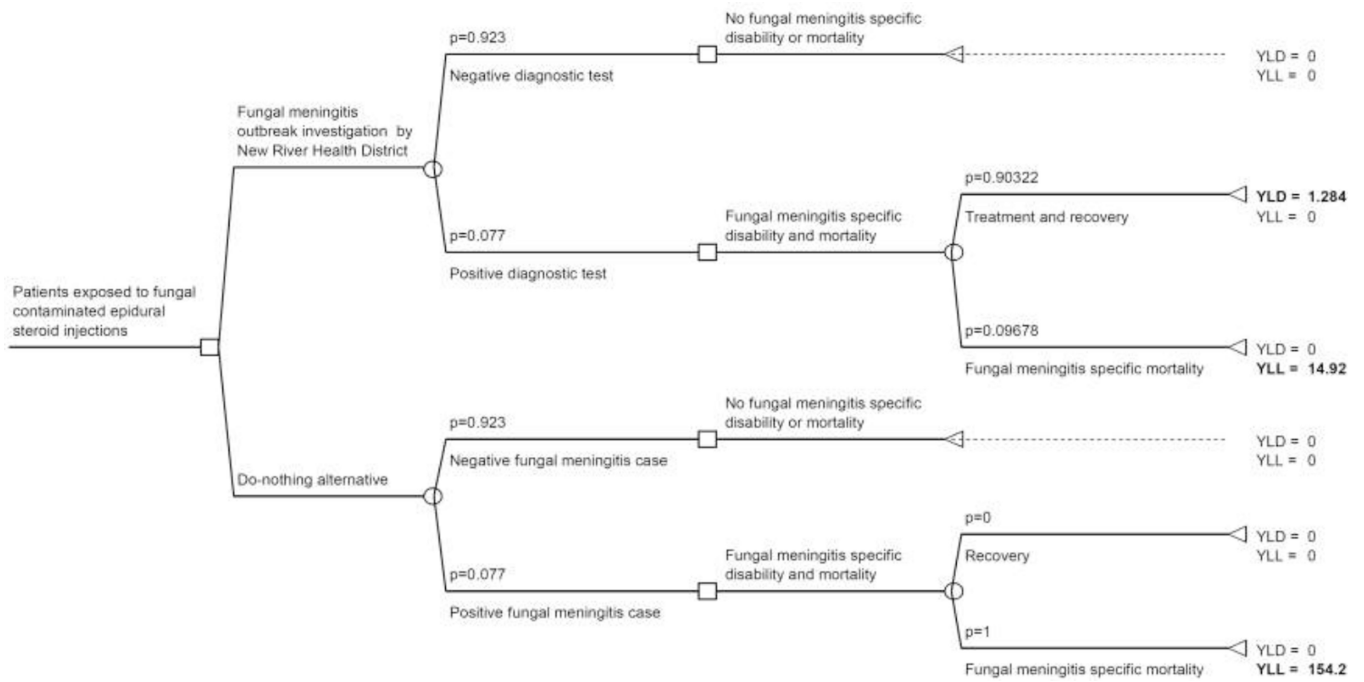 No fungal meningitis specific
disability or mortality
p=0.923
Negative diagnostic test
YLD = 0
YLL = 0
Fungal meningitis
outbreak investigation by
New River Health District
p=0.90322
Treatment and recovery
YLD = 1.284
YLL = 0
p=0.077
Positive diagnostic test
Fungal meningitis specific
disability and mortality
Patients exposed to fungal
contaminated epidural
steroid injections
p=0.09678
Fungal meningitis specific mortality
YLD = 0
YLL = 14.92
No fungal meningitis specific
disability or mortality
p=0.923
Negative fungal meningitis case
YLD = 0
YLL = 0
Do-nothing alternative
p=0
Recovery
YLD = 0
YLL = 0
Fungal meningitis specific
disability and mortality
p=0.077
Positive fungal meningitis case
p=1
Fungal meningitis specific mortality
YLD = 0
YLL = 154.2